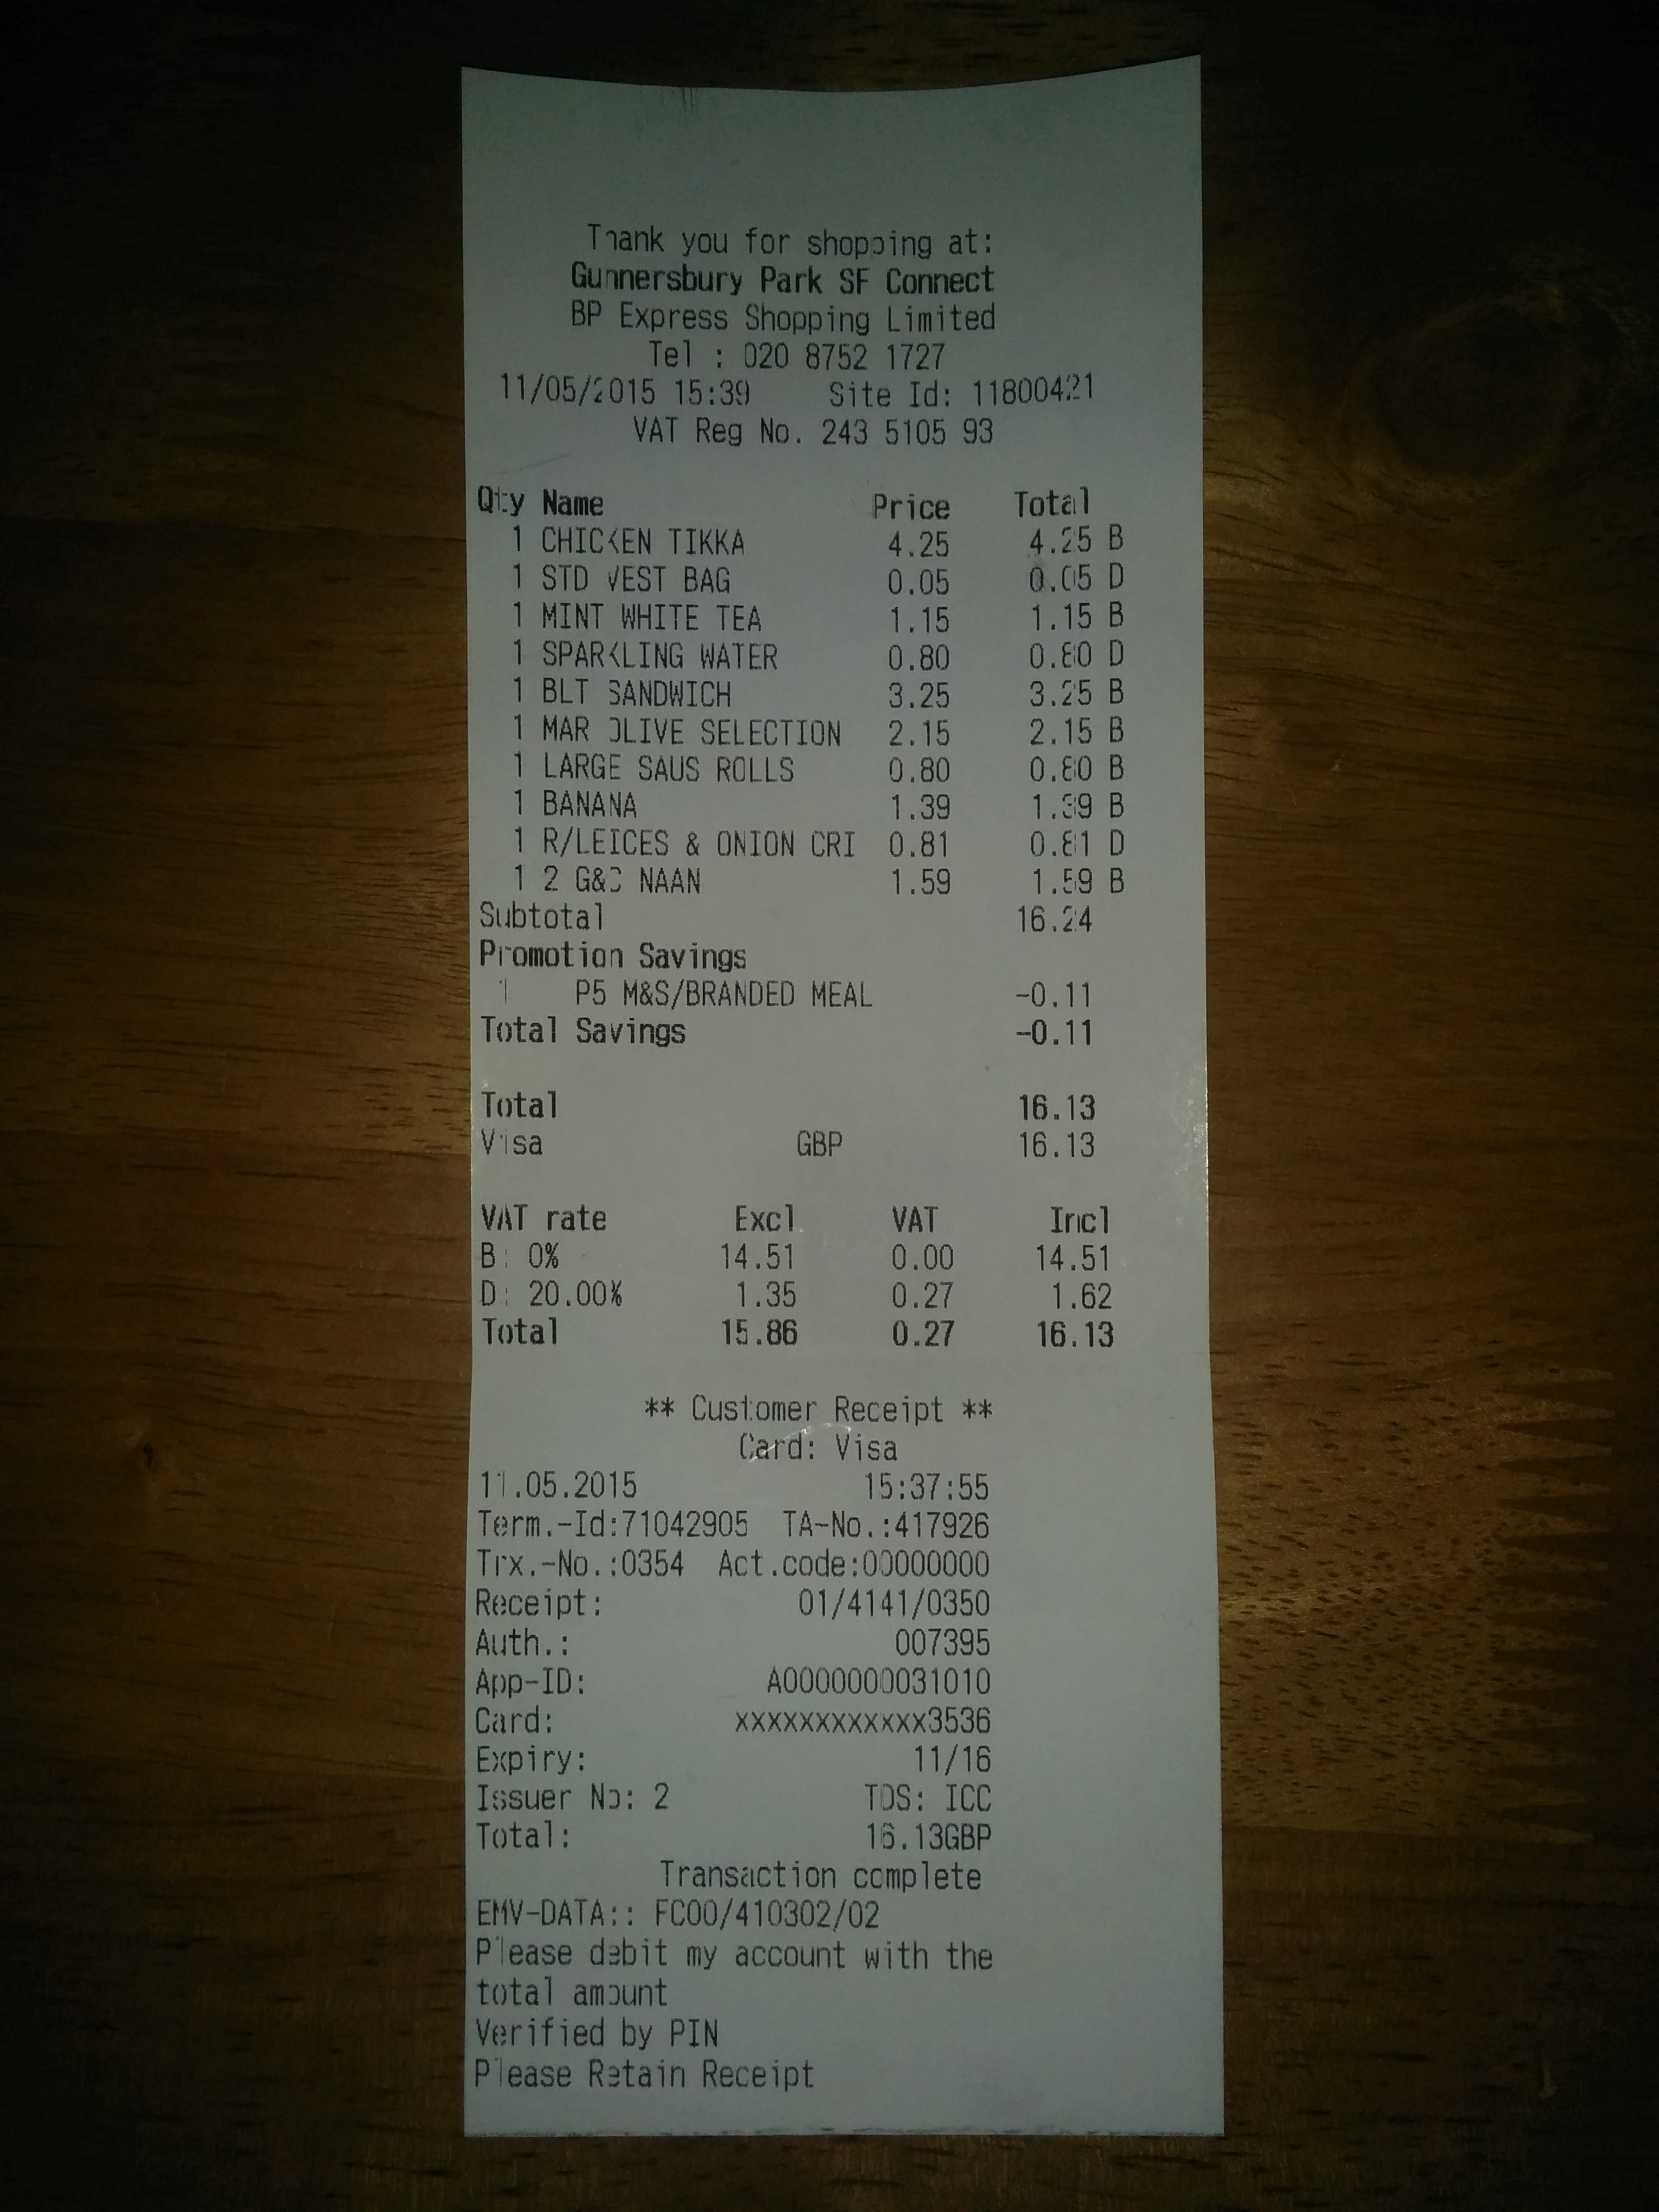 Thank you for shopping at:
Gunnersbury Park SF Connect
BP Express Shopping Limited
Tel : 020 8752 1727
11/05/2015 15:39 Site Id: 11800421
VAT Reg No. 243 5105 93
Qty Name Price Total
1 CHICKEN TIKKA 4.25 4.25 B
1 STD VEST BAG 0.05 0.05 D
1 MINT WHITE TEA 1.15 1.15 B
1 SPARKLING WATER 0.80 0.80 D
1 BLT SANDWICH 3.25 3.25 B
1 MAR OLIVE SELECTION 2.15 2.15 B
1 LARGE SAUS ROLLS 0.80 0.80 B
1 BANANA 1.39 1.39 B
1 R/LEICES & ONION CRI 0.81 0.81 D
1 2 G&C NAAN 1.59 1.59 B
Subtotal 16.24
Promotion Savings
1 P5 M&S/BRANDED MEAL -0.11
Total Savings -0.11
Total 16.13
Visa GBP 16.13
VAT rate Excl. VAT Incl
B: 0% 14.51 0.00 14.51
D: 20.00% 1.35 0.27 1.62
Total 15.86 0.27 16.13
** Customer Receipt **
Card: Visa
11.05.2015 15:37:55
Term.-Id:71042905 TA-No.:417926
Trx.-No.:0354 Act.code:00000000
Receipt: 01/4141/0350
Auth.: 007395
App-ID: A0000000031010
Card: xxxxxxxxxxxx3536
Expiry: 11/16
Issuer No: 2 TDS: ICC
Total: 16.13GBP
Transaction complete
EMV-DATA:: FC00/410302/02
Please debit my account with the
total amount
Verified by PIN
Please Retain Receipt